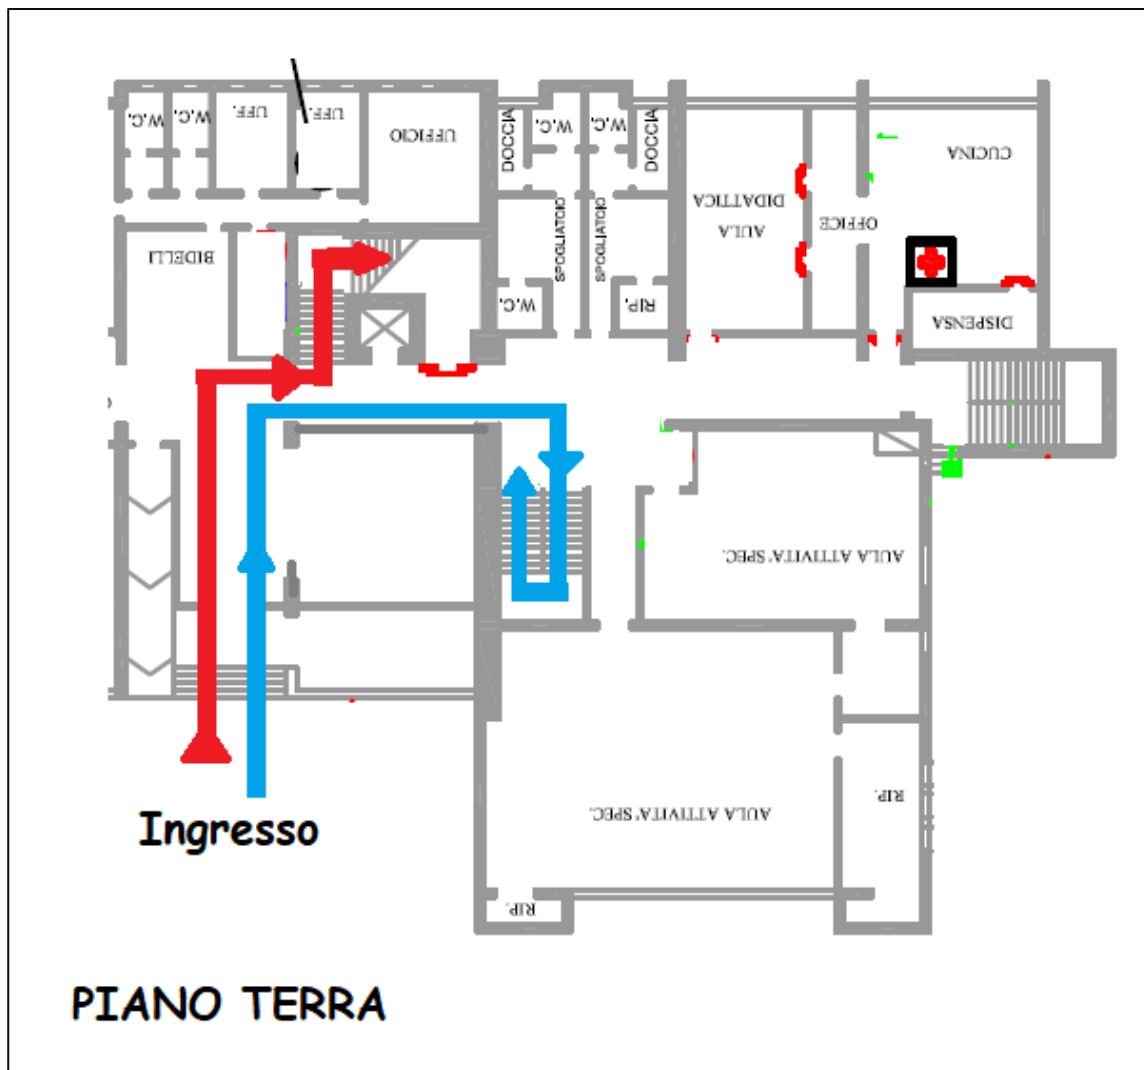 W.C.
W.C.
UFF.
UFF.
UFFICIO
DOCCIA
W.C.
W.C.
DOCCIA
AULA
DIDATTICA
OFFICE
CUCINA
BIDELLI
SPOGLIATOIO
SPOGLIATOIO
W.C.
RIP.
DISPENSA
AULA ATTIVITA' SPEC.
AULA ATTIVITA' SPEC.
RIP.
RIP.
Ingresso
PIANO TERRA